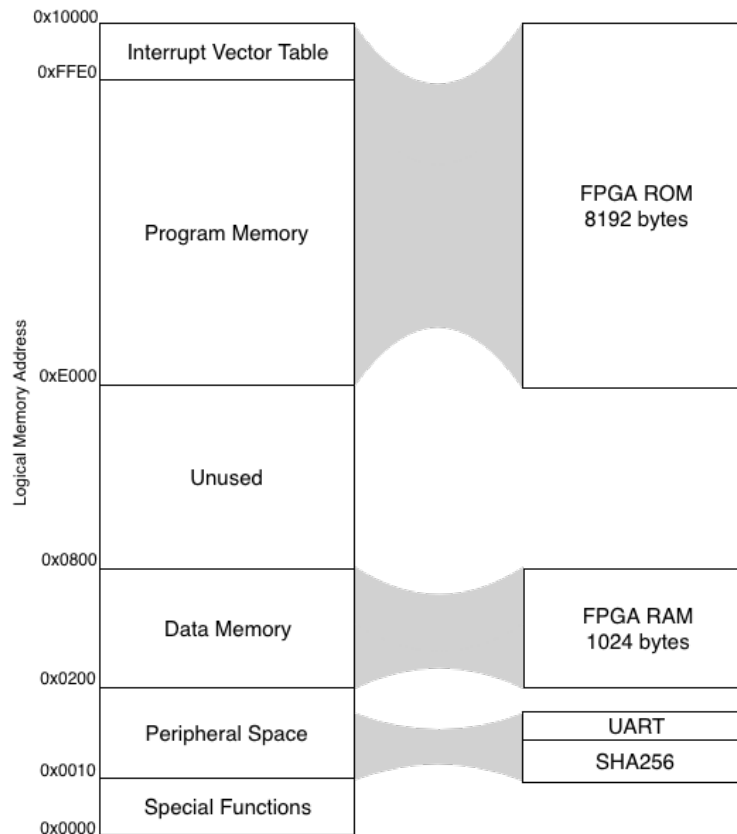 0x10000
Interrupt Vector Table
0xFFE0
Program Memory
FPGA ROM
8192 bytes
Logical Memory Address
0xE000
Unused
0x0800
Data Memory
FPGA RAM
1024 bytes
0x0200
Peripheral Space
UART
SHA256
0x0010
Special Functions
0x0000